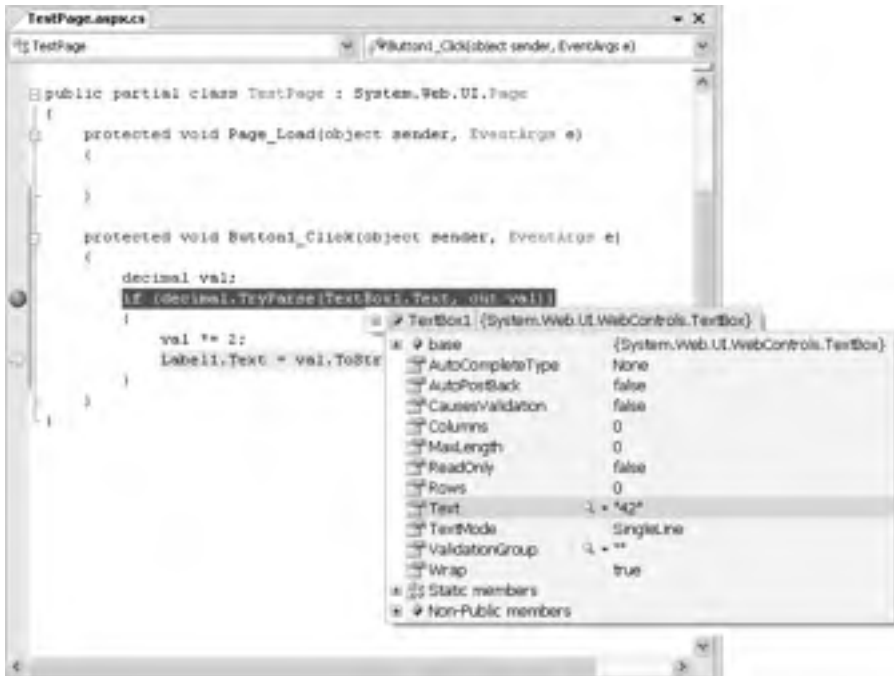 TestPage.aspx.cs
TestPage
Button1_Click(object sender, EventArgs e)
public partial class TestPage : System.Web.UI.Page
{
protected void Page_Load(object sender, EventArgs e)
{
}
protected void Button1_Click(object sender, EventArgs e)
{
decimal val;
if (decimal.TryParse(TextBox1.Text, out val))
{
val *= 2;
Label1.Text = val.ToStr
}
}
}
TextBox1 {System.Web.UI.WebControls.TextBox}
base {System.Web.UI.WebControls.TextBox}
AutoCompleteType None
AutoPostBack false
CausesValidation false
Columns 0
MaxLength 0
ReadOnly false
Rows 0
Text "42"
TextMode SingleLine
ValidationGroup ""
Wrap true
Static members
Non-Public members